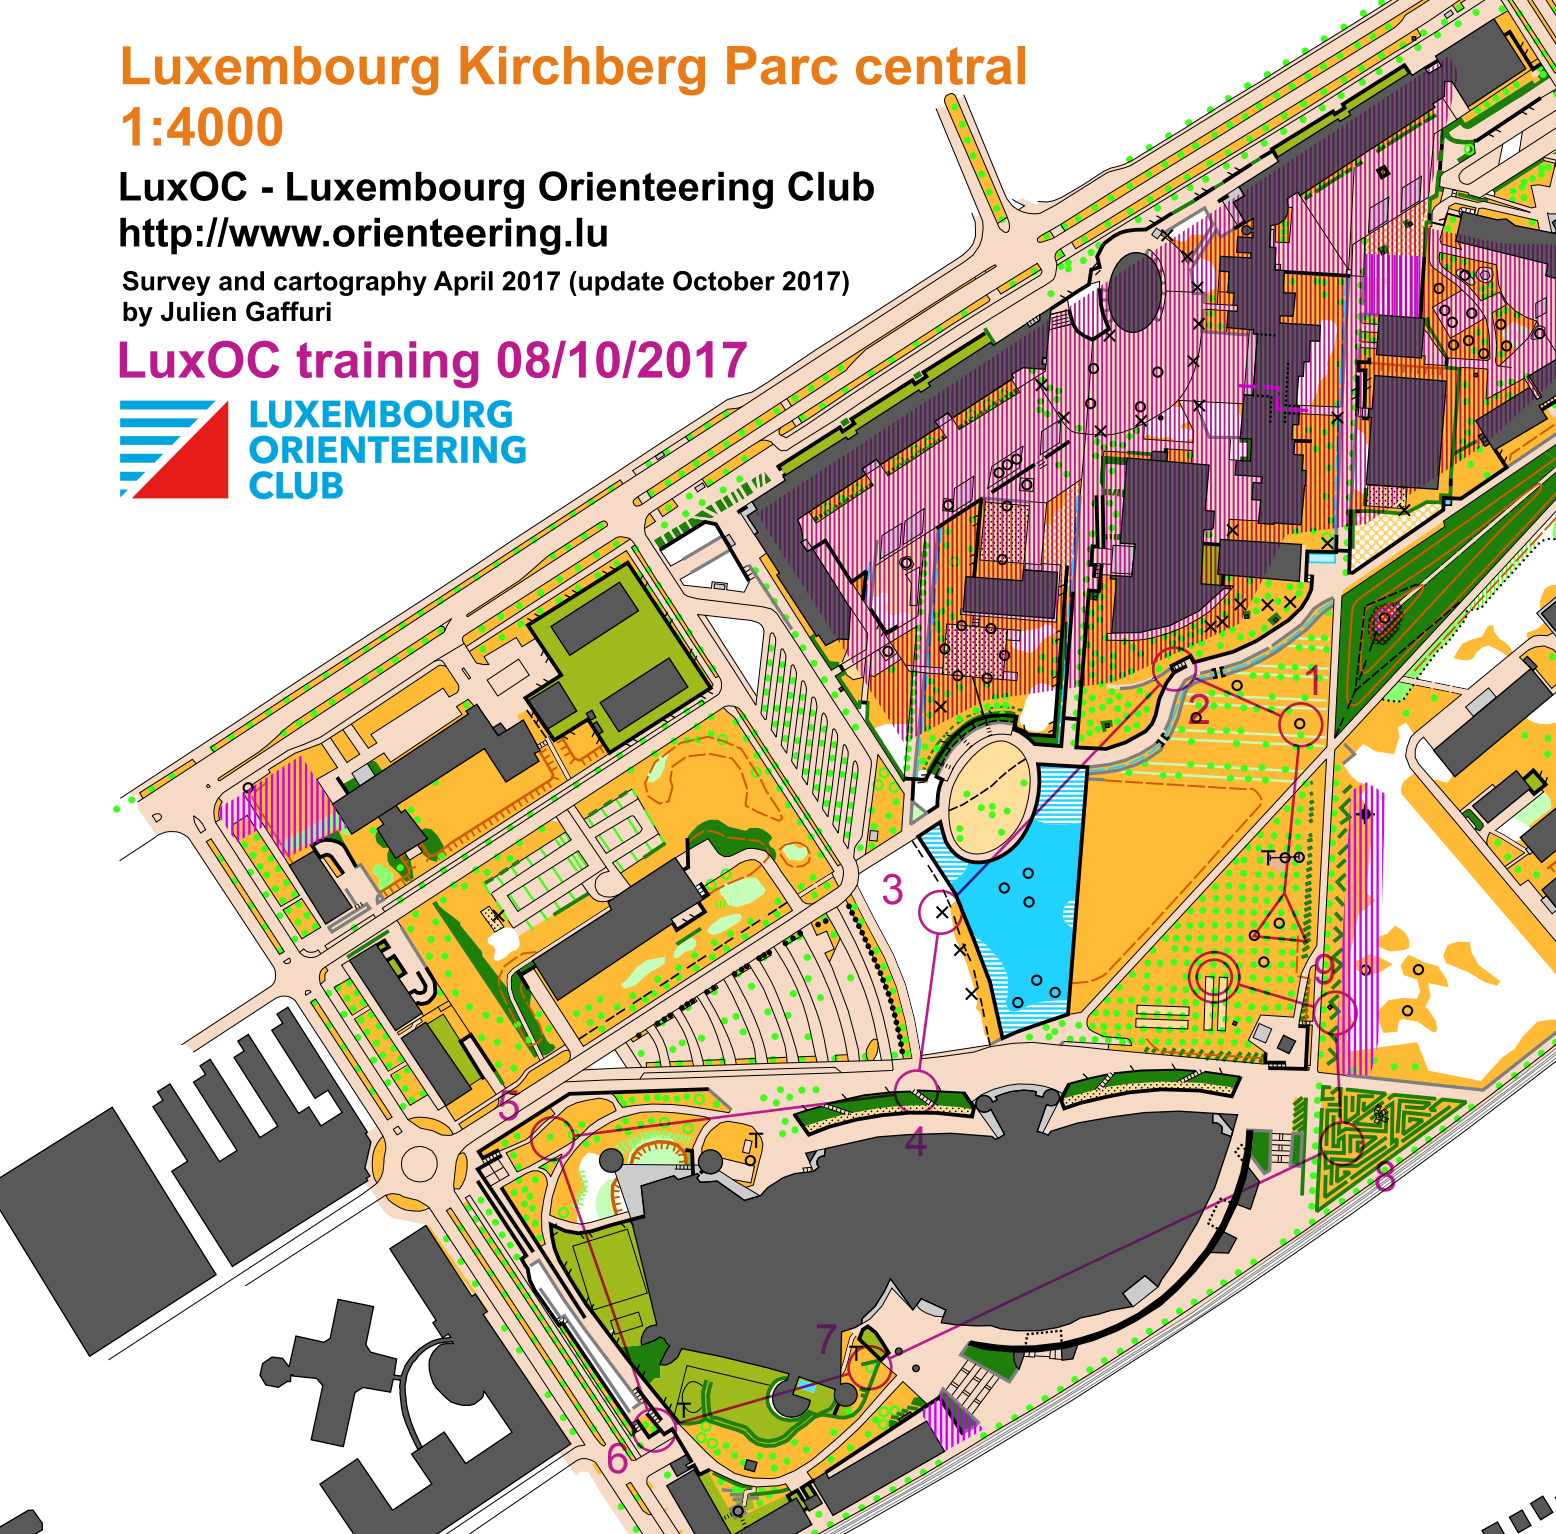 Luxembourg Kirchberg Parc central
1:4000
LuxOC - Luxembourg Orienteering Club
http://www.orienteering.lu
Survey and cartography April 2017 (update October 2017)
by Julien Gaffuri
LuxOC training 08/10/2017
LUXEMBOURG
ORIENTEERING
CLUB
1
2
3
4
5
6
7
8
9